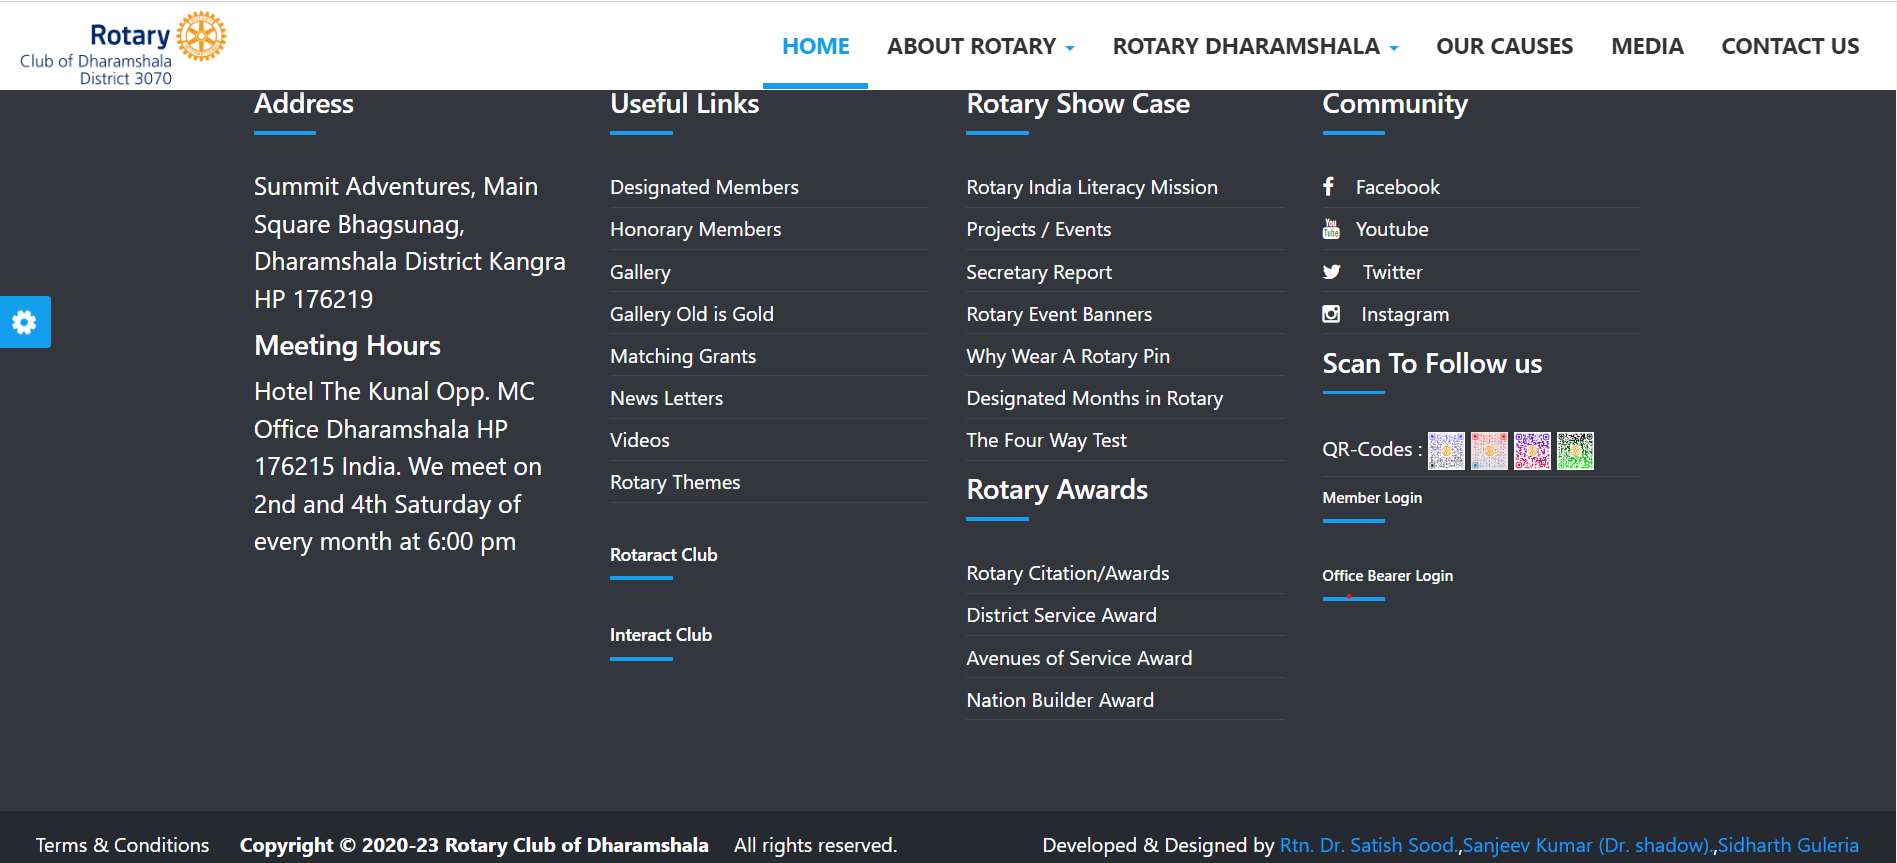 Rotary
Club of Dharamshala
District 3070
HOME
ABOUT ROTARY
ROTARY DHARAMSHALA
OUR CAUSES
MEDIA
CONTACT US
Address
Summit Adventures, Main
Square Bhagsunag,
Dharamshala District Kangra
HP 176219
Meeting Hours
Hotel The Kunal Opp. MC
Office Dharamshala HP
176215 India. We meet on
2nd and 4th Saturday of
every month at 6:00 pm
Useful Links
Designated Members
Honorary Members
Gallery
Gallery Old is Gold
Matching Grants
News Letters
Videos
Rotary Themes
Rotaract Club
Interact Club
Rotary Show Case
Rotary India Literacy Mission
Projects / Events
Secretary Report
Rotary Event Banners
Why Wear A Rotary Pin
Designated Months in Rotary
The Four Way Test
Rotary Awards
Rotary Citation/Awards
District Service Award
Avenues of Service Award
Nation Builder Award
Community
Facebook
Youtube
Twitter
Instagram
Scan To Follow us
QR-Codes :
Member Login
Office Bearer Login
Terms & Conditions Copyright © 2020-23 Rotary Club of Dharamshala All rights reserved.
Developed & Designed by Rtn. Dr. Satish Sood.,Sanjeev Kumar (Dr. shadow).,Sidharth Guleria